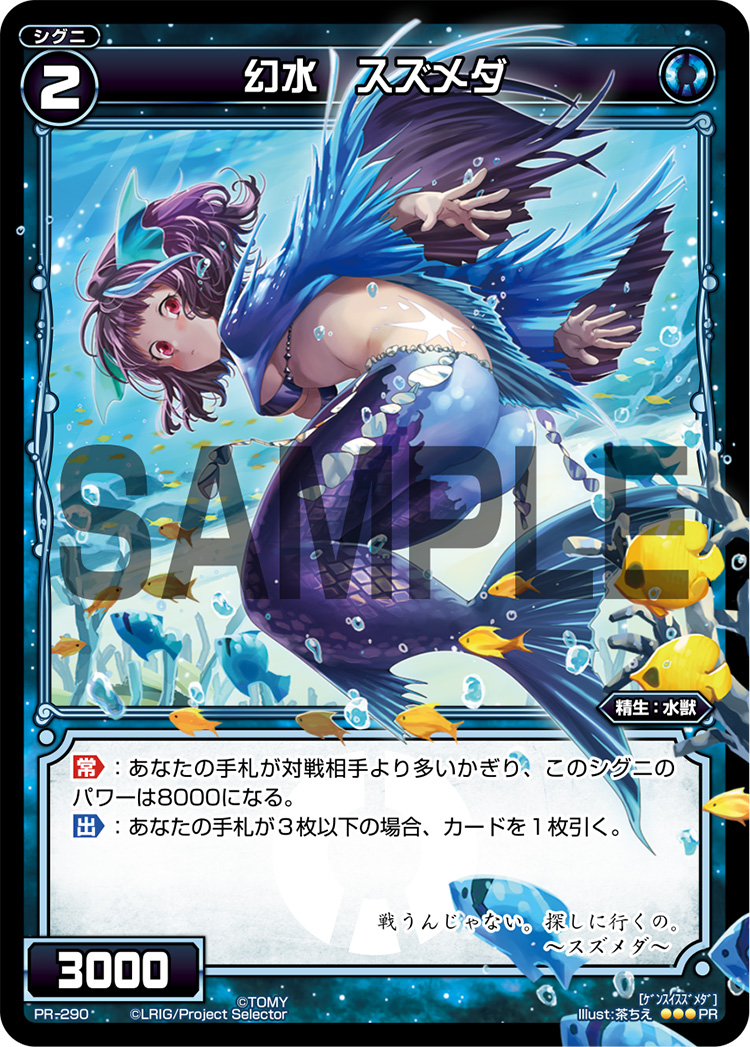 シグニ
2
幻水 スズメダ
SAMPLE
精生：水獣
常：あなたの手札が対戦相手より多いかぎり、このシグニの
パワーは8000になる。
出：あなたの手札が３枚以下の場合、カードを１枚引く。
戦うんじゃない。探しに行くの。
～スズメダ～
3000
[ｹﾞﾝｽｲｽｽﾞﾒﾀﾞ]
©TOMY
PR-290 ©LRIG/Project Selector Illust:茶ちえ PR